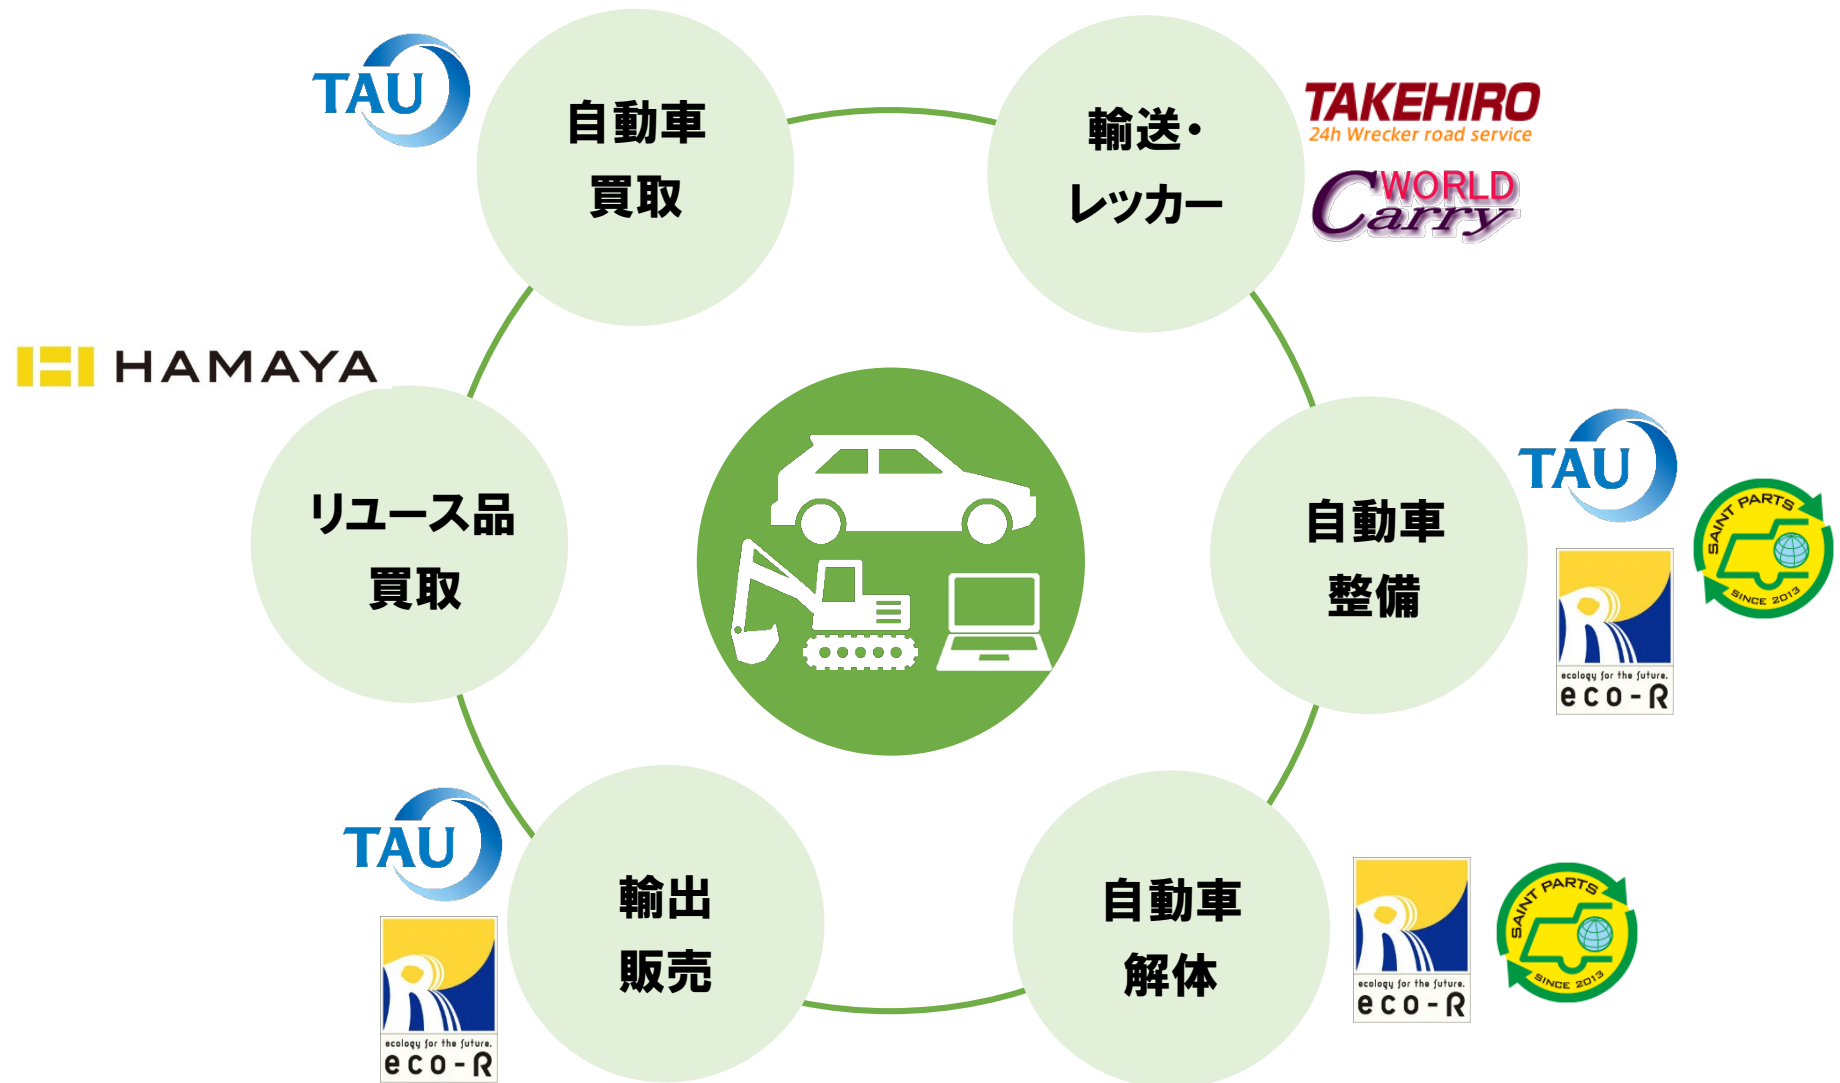 TAU
自動車
買取
輸送・
レッカー
TAKEHIRO
24h Wrecker road service
WORLD
Carry
HAMAYA
リユース品
買取
自動車
整備
TAU
SAINT PARTS
SINCE 2013
R
ecology for the future.
eco-R
TAU
輸出
販売
R
ecology for the future.
eco-R
自動車
解体
R
ecology for the future.
eco-R
SAINT PARTS
SINCE 2013